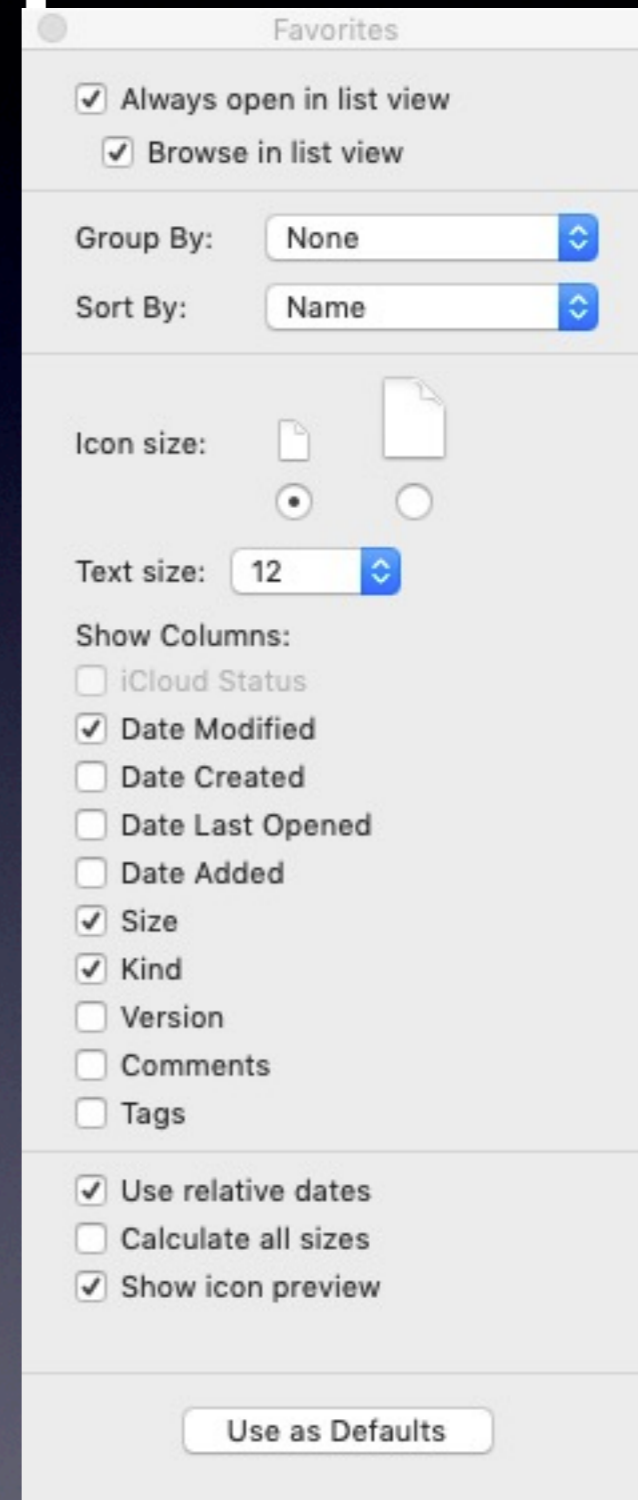 Favorites
Always open in list view
Browse in list view
Group By: None
Sort By: Name
Icon size:
Text size: 12
Show Columns:
iCloud Status
Date Modified
Date Created
Date Last Opened
Date Added
Size
Kind
Version
Comments
Tags
Use relative dates
Calculate all sizes
Show icon preview
Use as Defaults